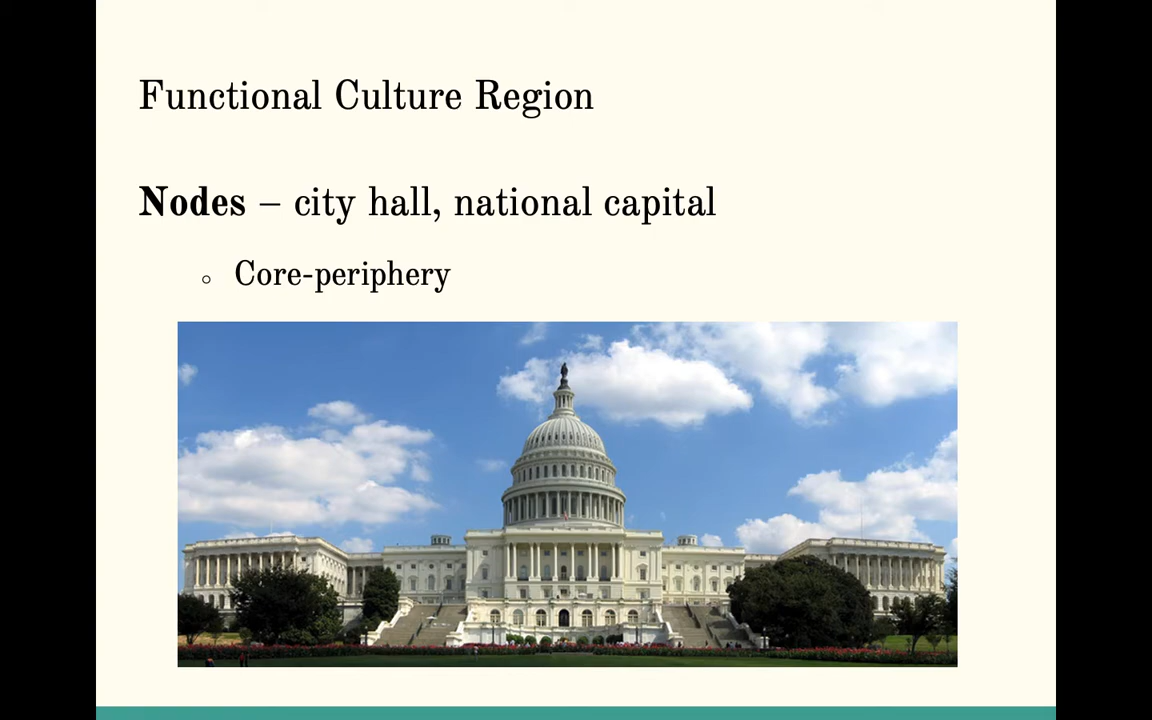 Functional Culture Region
Nodes – city hall, national capital
○ Core-periphery